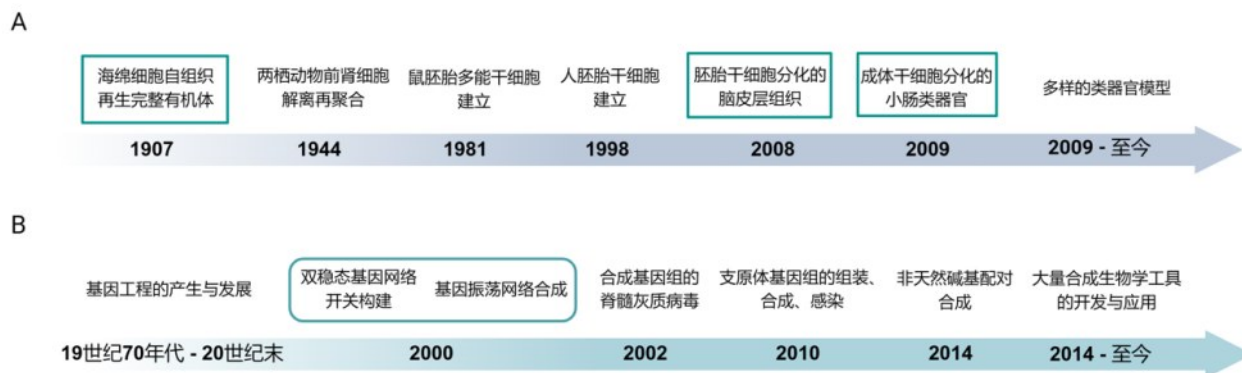 A
海绵细胞自组织
再生完整有机体
两栖动物前肾细胞
解离再聚合
鼠胚胎多能干细胞
建立
人胚胎干细胞
建立
胚胎干细胞分化的
脑皮层组织
成体干细胞分化的
小肠类器官
多样的类器官模型
1907
1944
1981
1998
2008
2009
2009 - 至今
B
基因工程的产生与发展
双稳态基因网络
开关构建
基因振荡网络合成
合成基因组的
脊髓灰质病毒
支原体基因组的组装、
合成、感染
非天然碱基配对
合成
大量合成生物学工具
的开发与应用
19世纪70年代 - 20世纪末
2000
2002
2010
2014
2014 - 至今